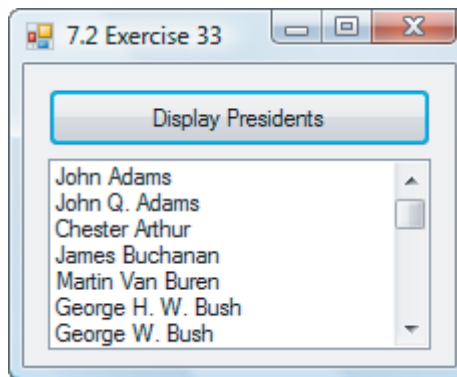 7.2 Exercise 33
Display Presidents
John Adams
John Q. Adams
Chester Arthur
James Buchanan
Martin Van Buren
George H. W. Bush
George W. Bush